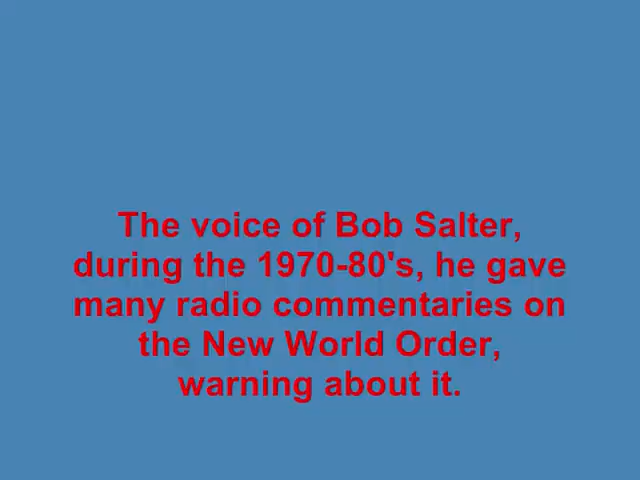 The voice of Bob Salter,
during the 1970-80's, he gave
many radio commentaries on
the New World Order,
warning about it.